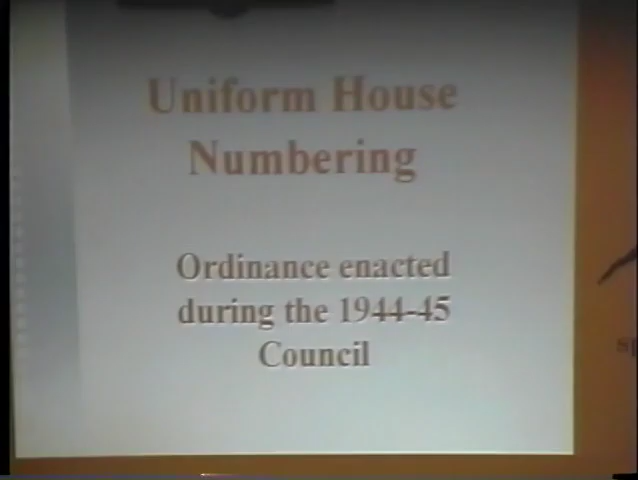 Uniform House
Numbering
Ordinance enacted
during the 1944-45
Council